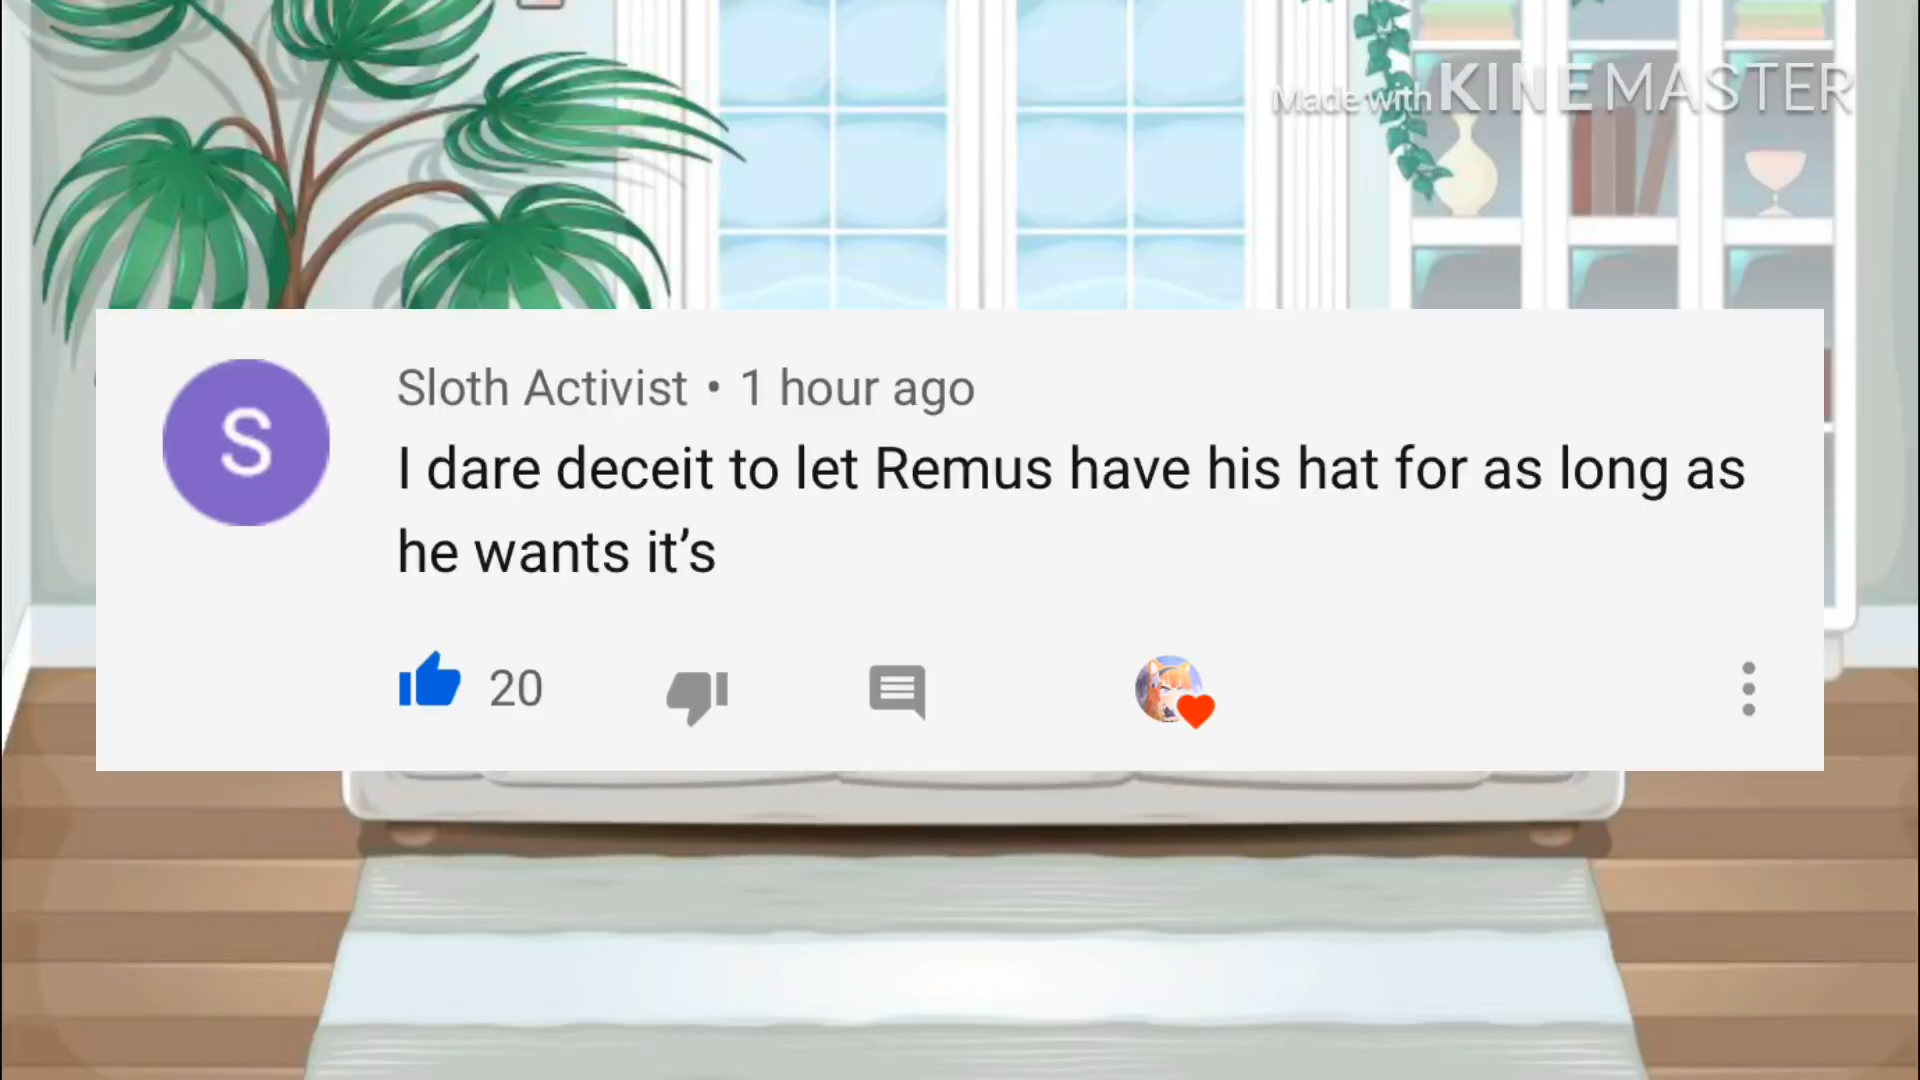 Made with KINEMASTER
S
Sloth Activist • 1 hour ago
I dare deceit to let Remus have his hat for as long as
he wants it’s
20